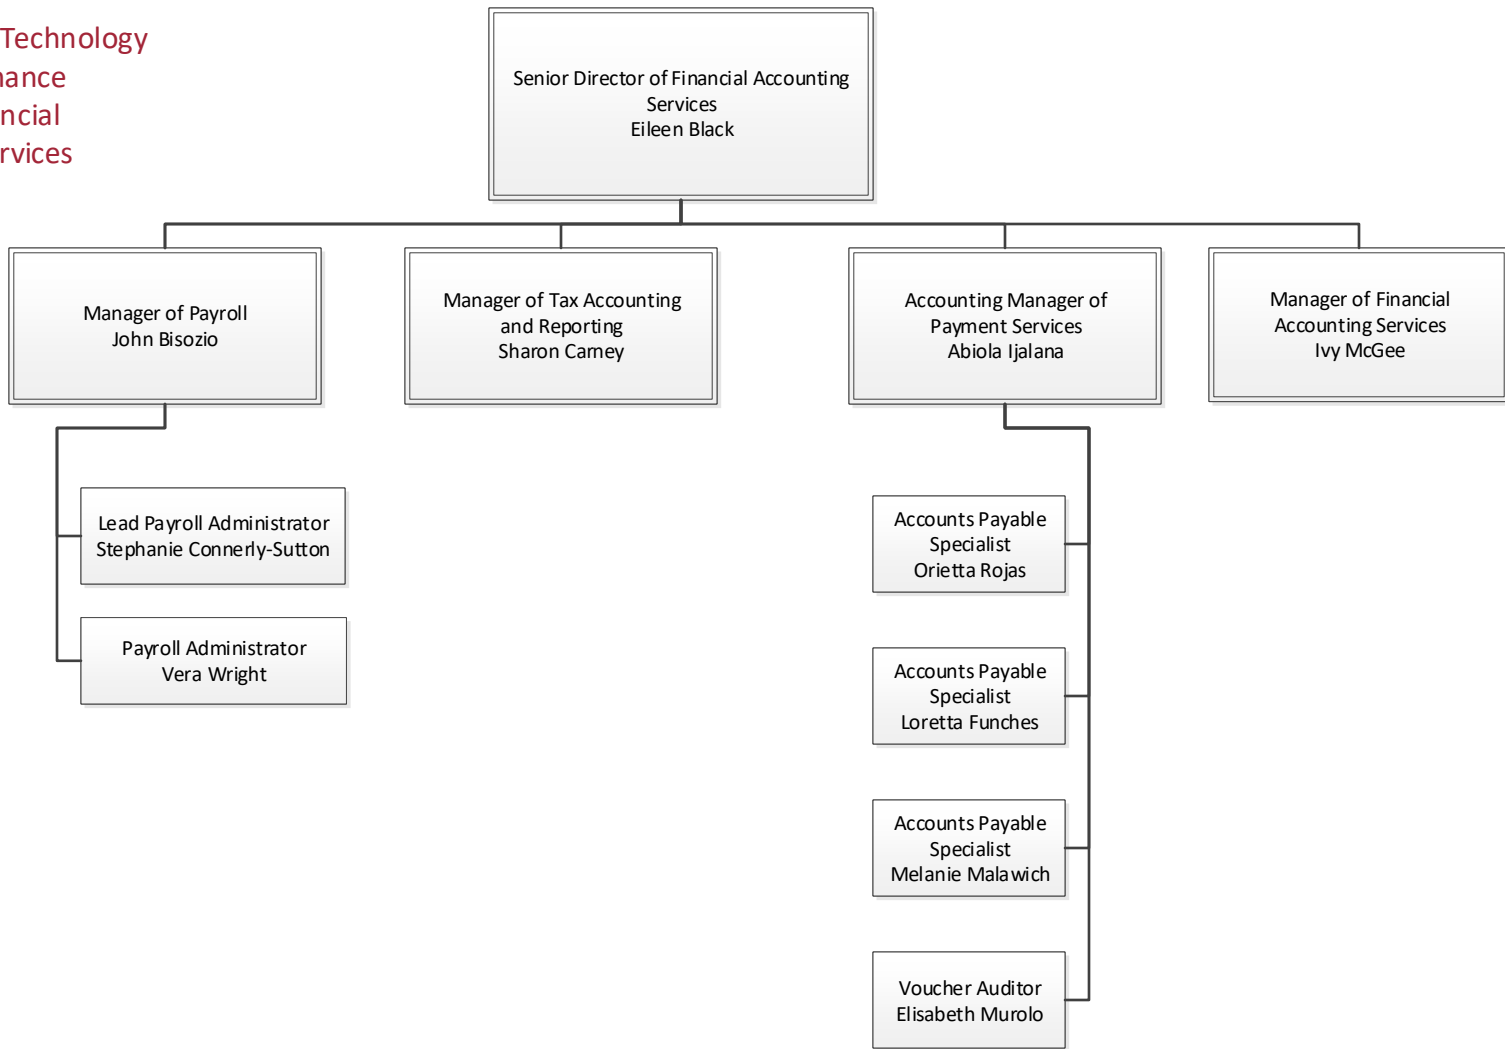 Technology
Senior Director of Financial Accounting
Services
Eileen Black
Manager of Payroll
John Bisozio
Manager of Tax Accounting
and Reporting
Sharon Carney
Accounting Manager of
Payment Services
Abiola Ijalana
Manager of Financial
Accounting Services
Ivy McGee
Lead Payroll Administrator
Stephanie Connerly-Sutton
Payroll Administrator
Vera Wright
Accounts Payable
Specialist
Orietta Rojas
Accounts Payable
Specialist
Loretta Funches
Accounts Payable
Specialist
Melanie Malawich
Voucher Auditor
Elisabeth Murolo